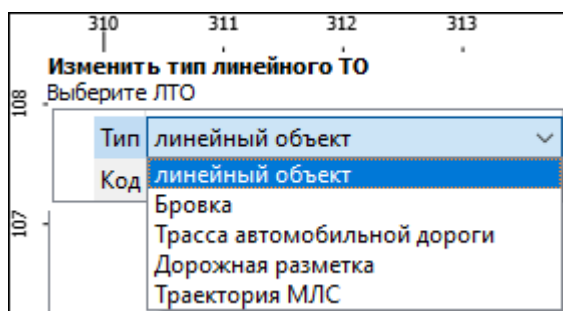 310 311 312 313
Изменить тип линейного ТО
Выберите ЛТО
108
Тип линейный объект
Код линейный объект
Бровка
107
Трасса автомобильной дороги
Дорожная разметка
Траектория МЛС